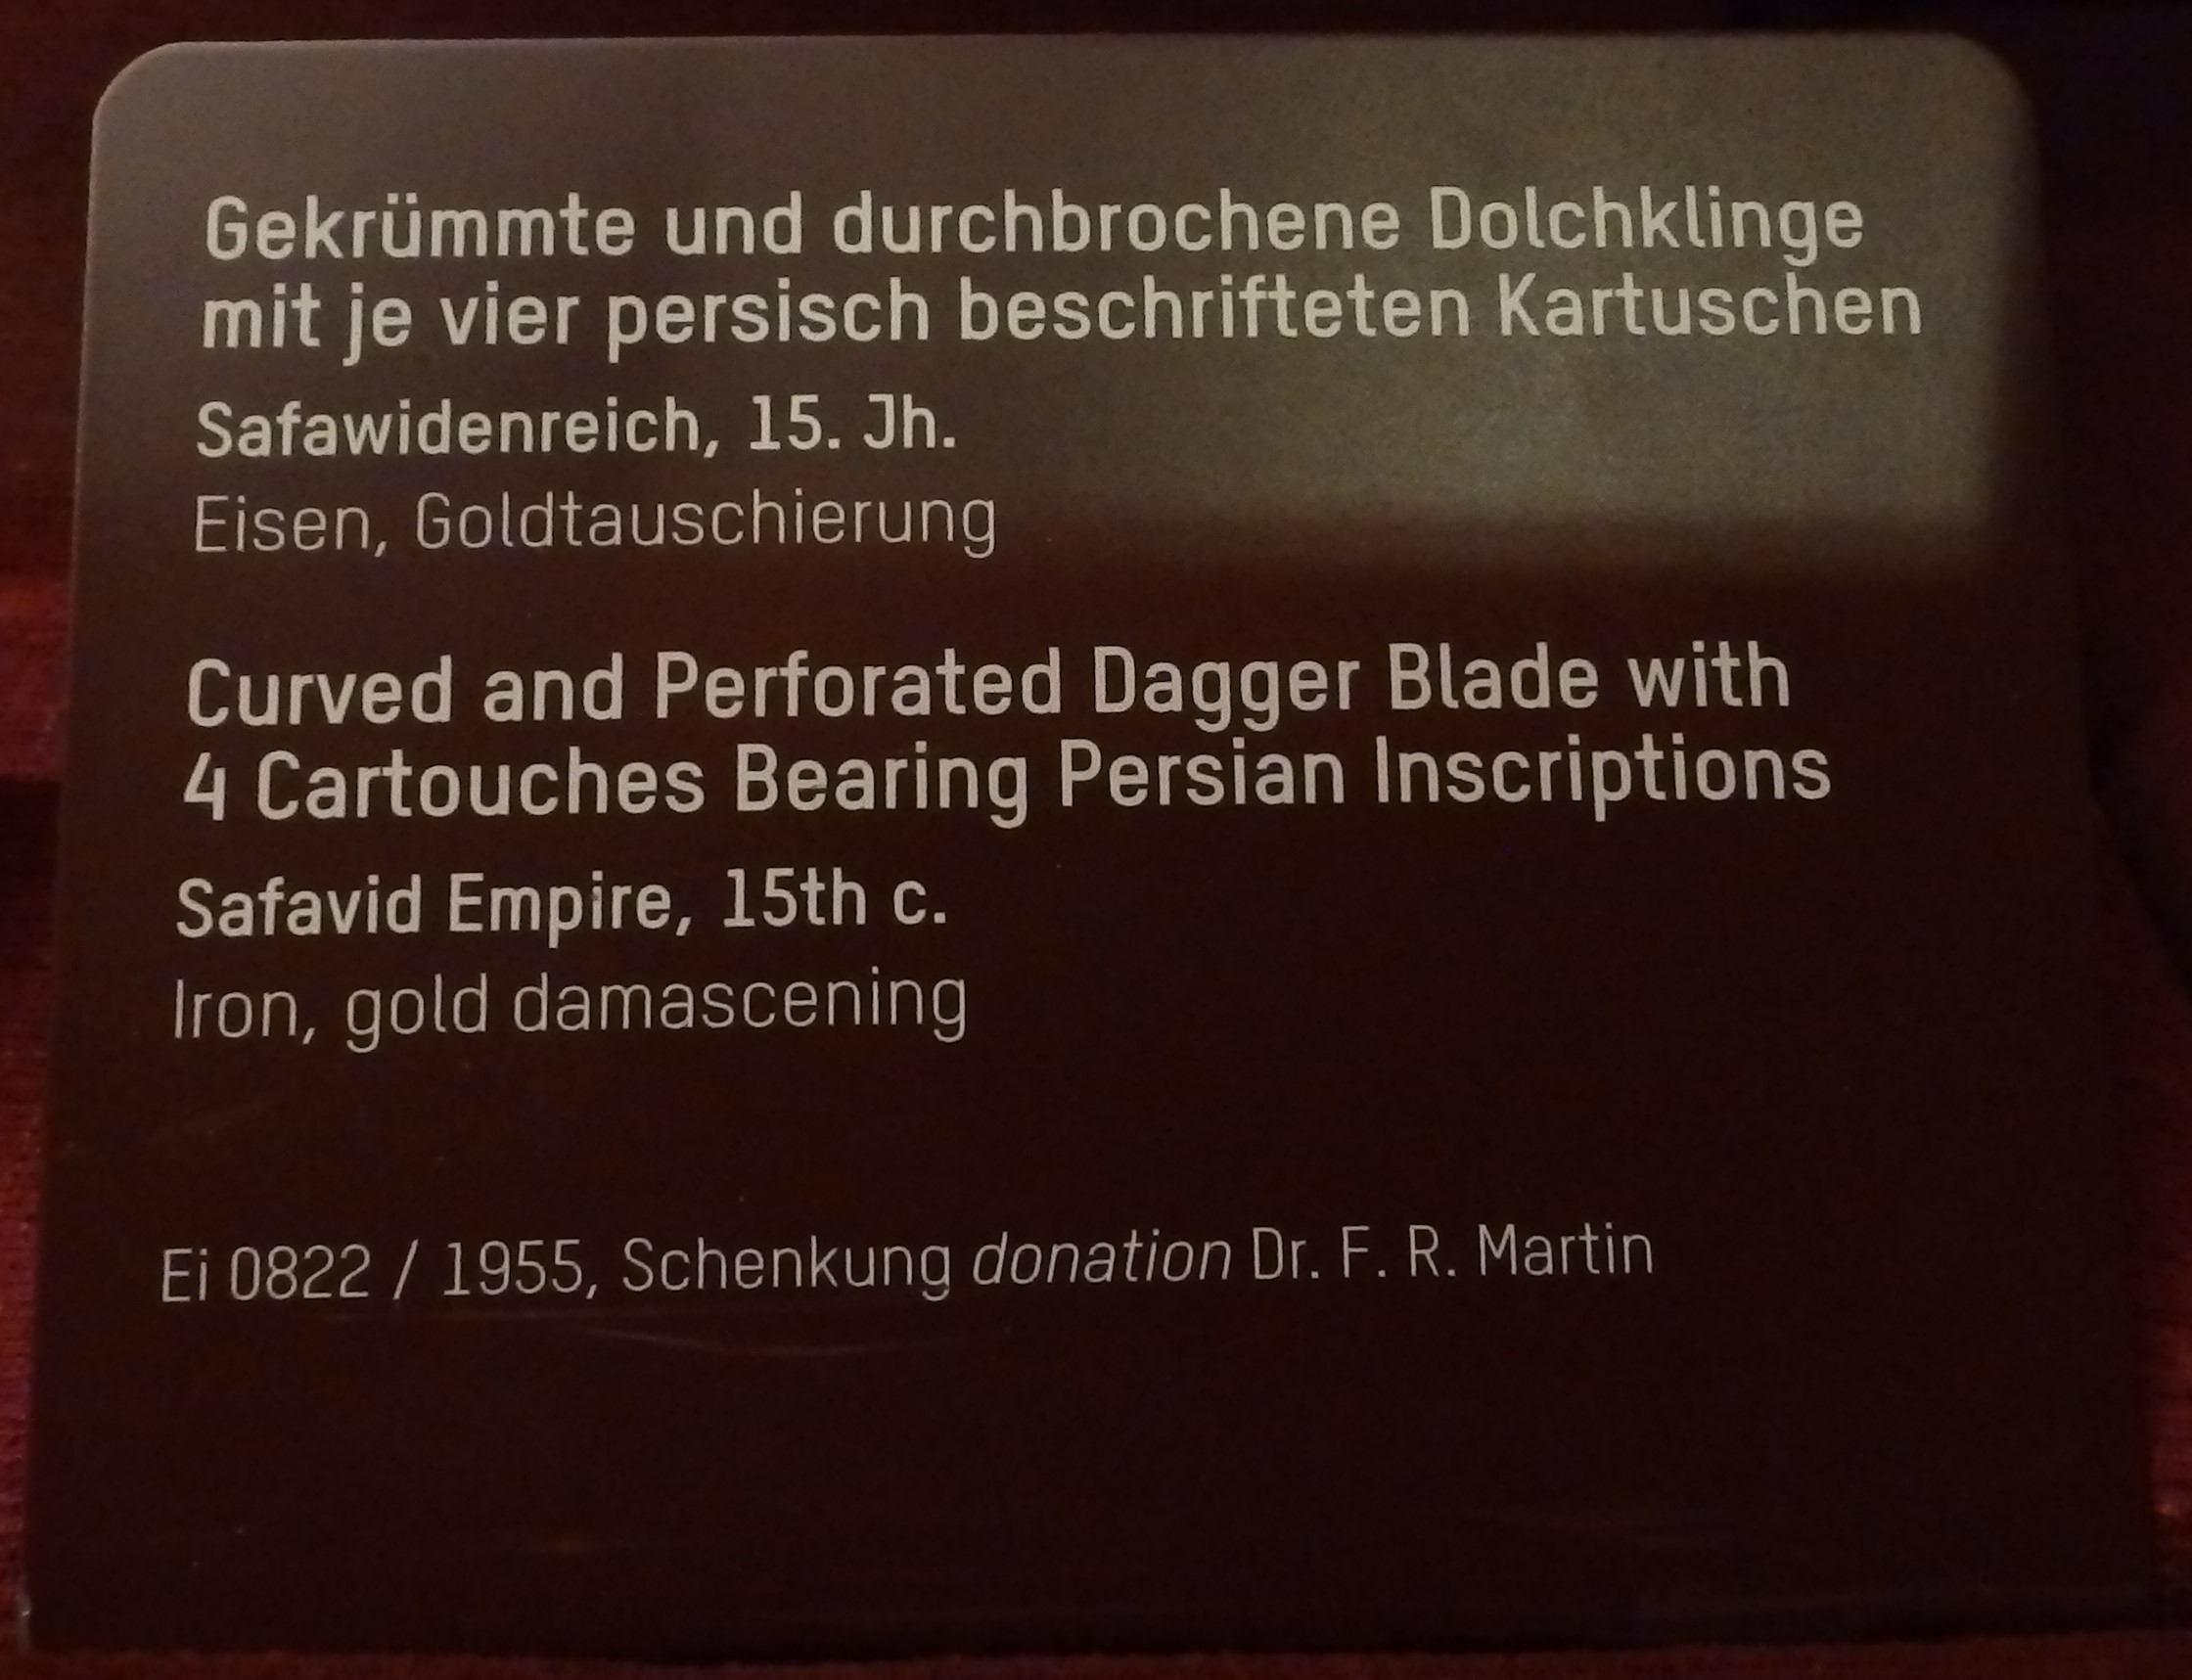 Gekrümmte und durchbrochene Dolchklinge
mit je vier persisch beschrifteten Kartuschen
Safawidenreich, 15. Jh.
Eisen, Goldtauschierung
Curved and Perforated Dagger Blade with
4 Cartouches Bearing Persian Inscriptions
Safavid Empire, 15th c.
Iron, gold damascening
Ei 0822 / 1955, Schenkung donation Dr. F. R. Martin